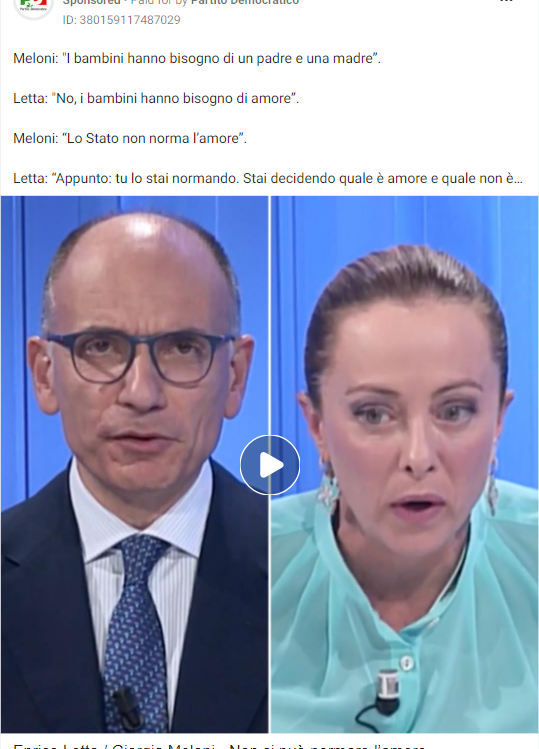 Sponsored • Paid for by Partito Democratico
ID: 380159117487029
Meloni: "I bambini hanno bisogno di un padre e una madre”.
Letta: "No, i bambini hanno bisogno di amore”.
Meloni: “Lo Stato non norma l’amore”.
Letta: “Appunto: tu lo stai normando. Stai decidendo quale è amore e quale non è…
Enrico Letta / Giorgia Meloni - Non si può normare l'amore